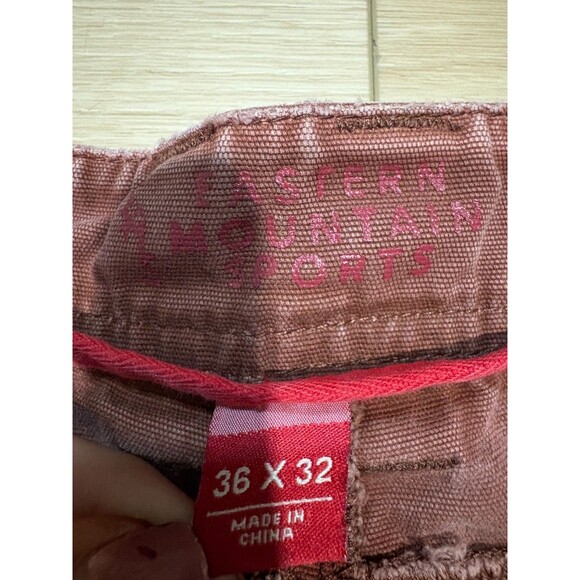 EASTERN
MOUNTAIN
SPORTS
36 X 32
MADE IN
CHINA